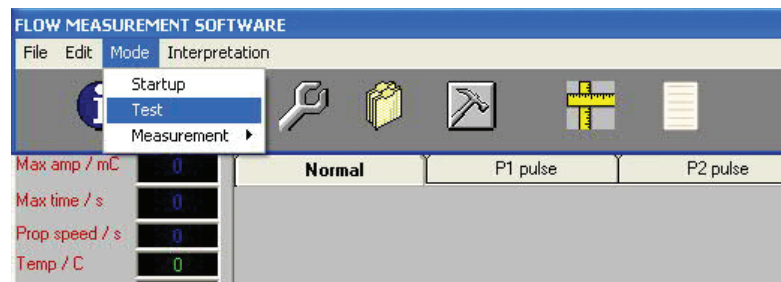 FLOW MEASUREMENT SOFTWARE
File Edit Mode Interpretation
Startup
Test
Measurement
Max amp / mC 0
Normal P1 pulse P2 pulse
Max time / s 0
Prop speed / s 0
Temp / C 0